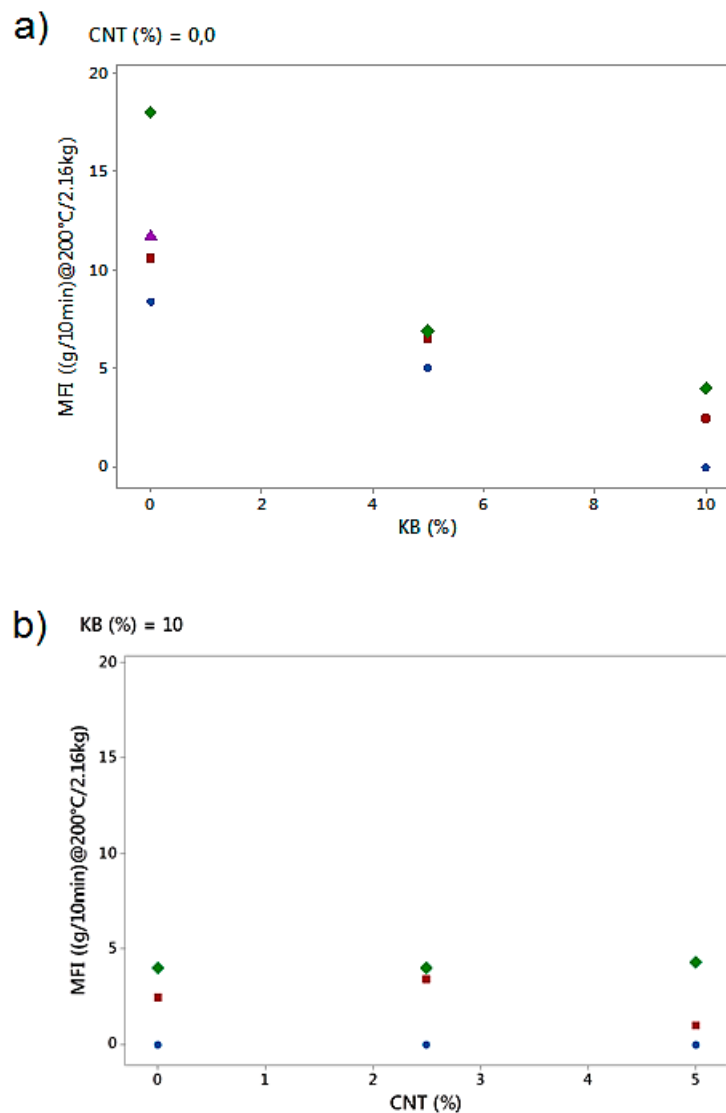 a)
CNT (%) = 0,0
MFI ((g/10min)@200°C/2.16kg)
20
15
10
5
0
0 2 4 6 8 10
KB (%)
b)
KB (%) = 10
MFI ((g/10min)@200°C/2.16kg)
20
15
10
5
0
0 1 2 3 4 5
CNT (%)